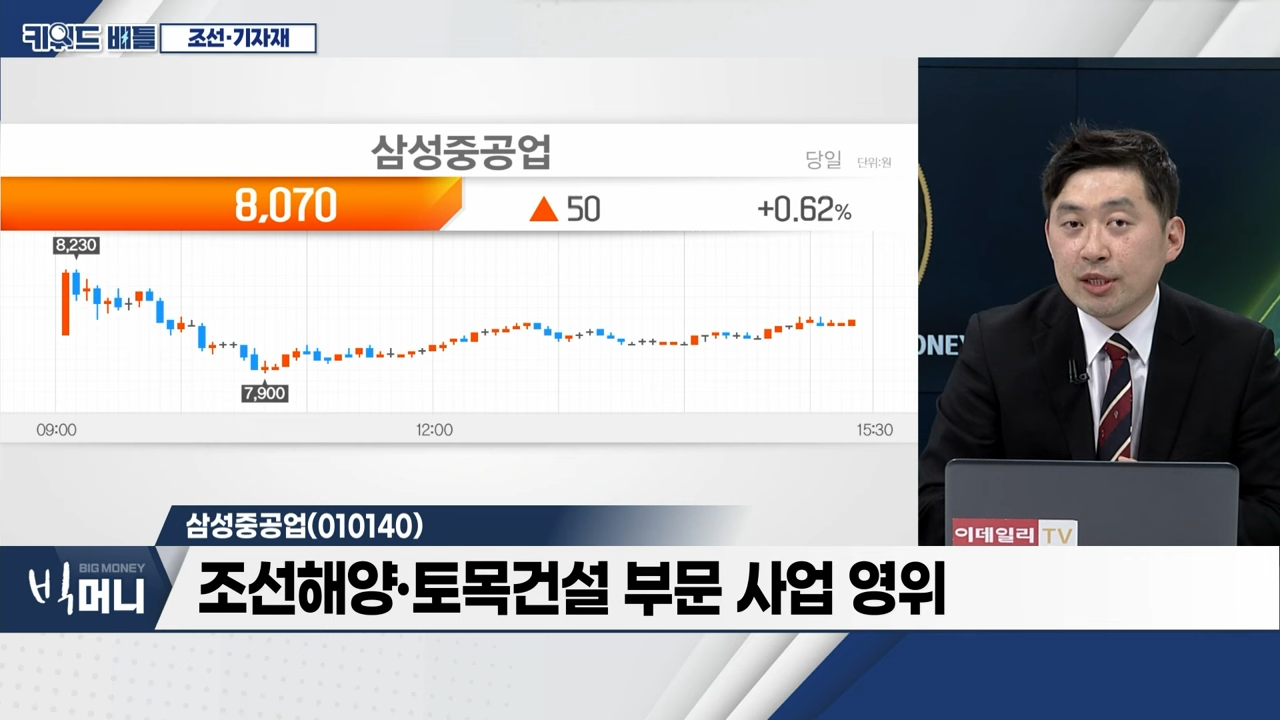 키워드 배틀
조선·기자재
삼성중공업
당일 단위:원
8,070 ▲50 +0.62%
8,230
7,900
09:00 12:00 15:30
ONEY
이데일리TV
삼성중공업(010140)
BIG MONEY
빅머니
조선해양·토목건설 부문 사업 영위